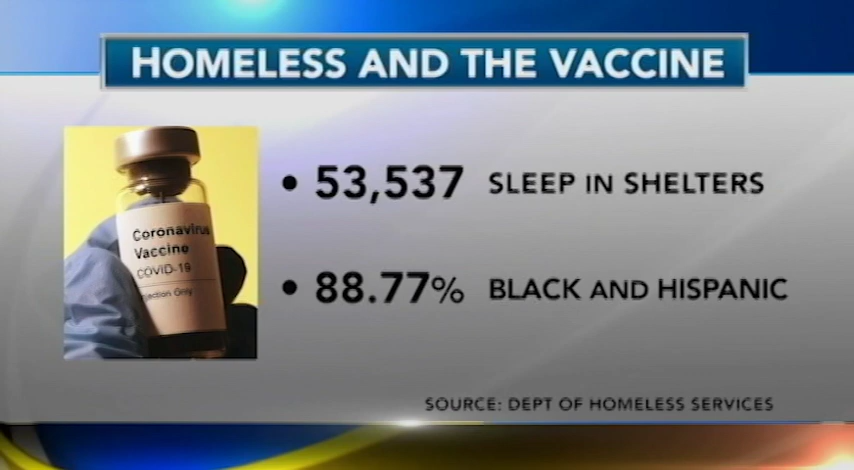 HOMELESS AND THE VACCINE
Coronavirus
Vaccine
COVID-19
Only
• 53,537 SLEEP IN SHELTERS
• 88.77% BLACK AND HISPANIC
SOURCE: DEPT OF HOMELESS SERVICES